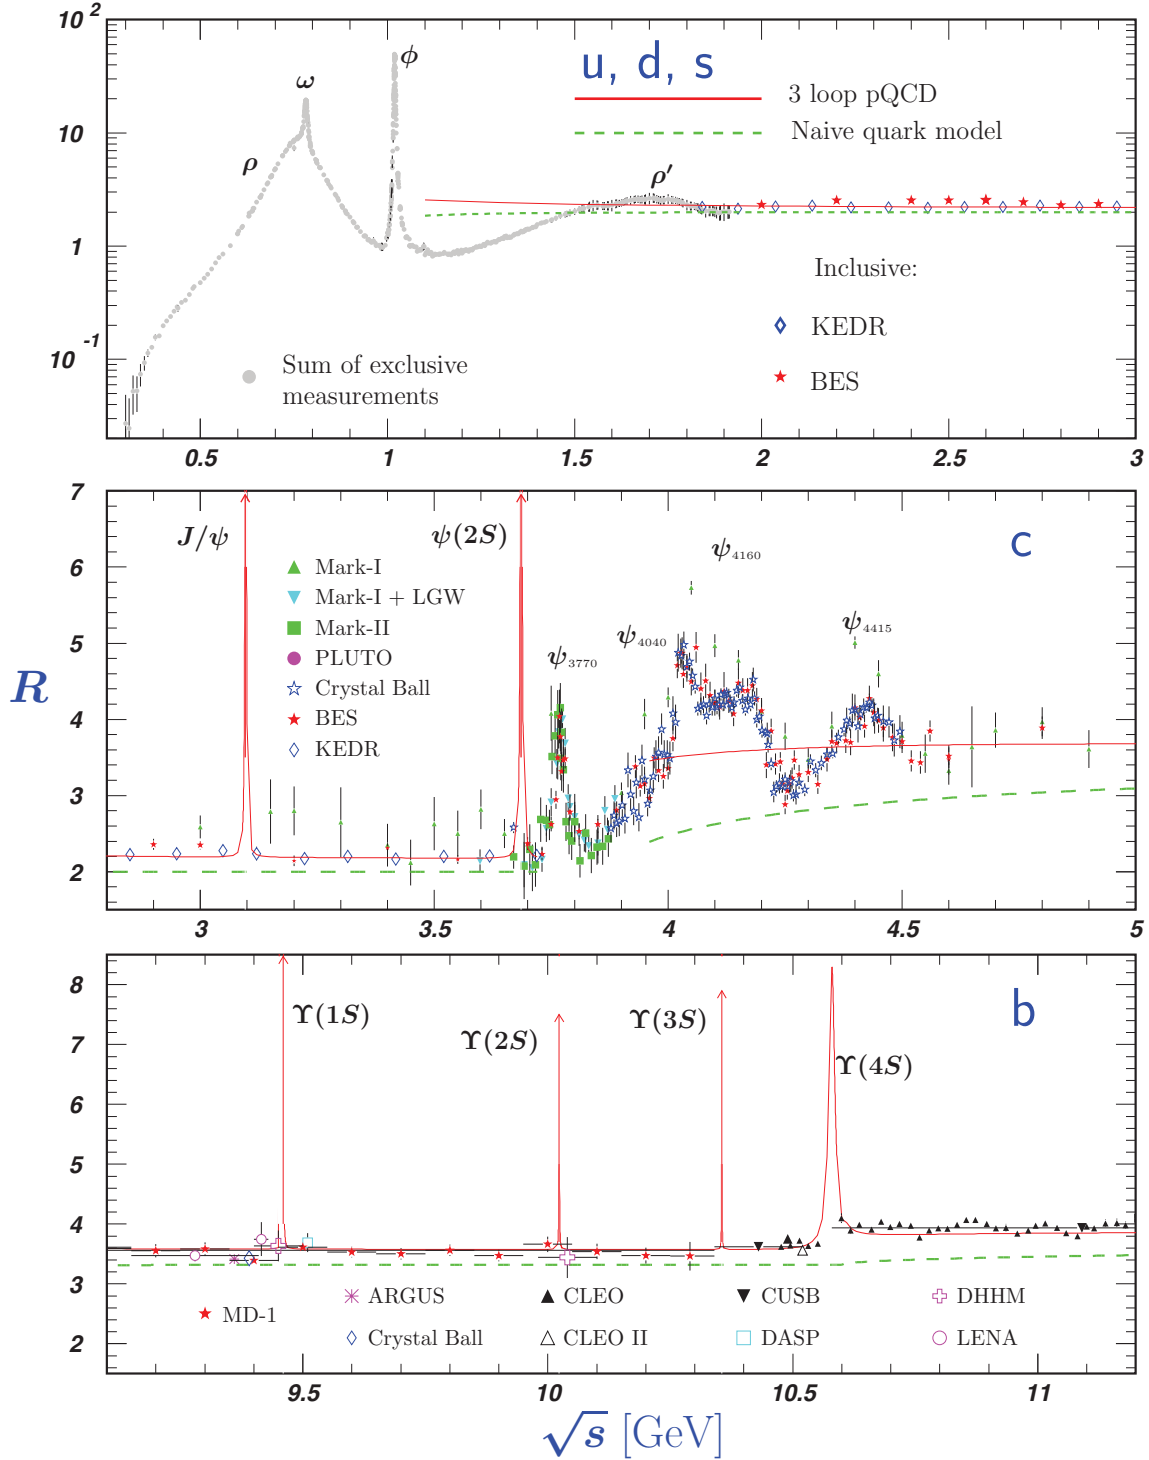 10 2
10
1
10 -1
ρ
ω
ϕ
u, d, s
3 loop pQCD
Naive quark model
ρ′
Inclusive:
KEDR
BES
Sum of exclusive
measurements
0.5 1 1.5 2 2.5 3
R
7
6
5
4
3
2
J/ψ
ψ(2S)
c
Mark-I
Mark-I + LGW
Mark-II
PLUTO
Crystal Ball
BES
KEDR
ψ3770
ψ4040
ψ4160
ψ4415
3 3.5 4 4.5 5
8
7
6
5
4
3
2
Υ(1S)
Υ(2S)
Υ(3S)
Υ(4S)
b
MD-1
ARGUS
Crystal Ball
CLEO
CLEO II
CUSB
DASP
DHHM
LENA
9.5 10 10.5 11
√s [GeV]